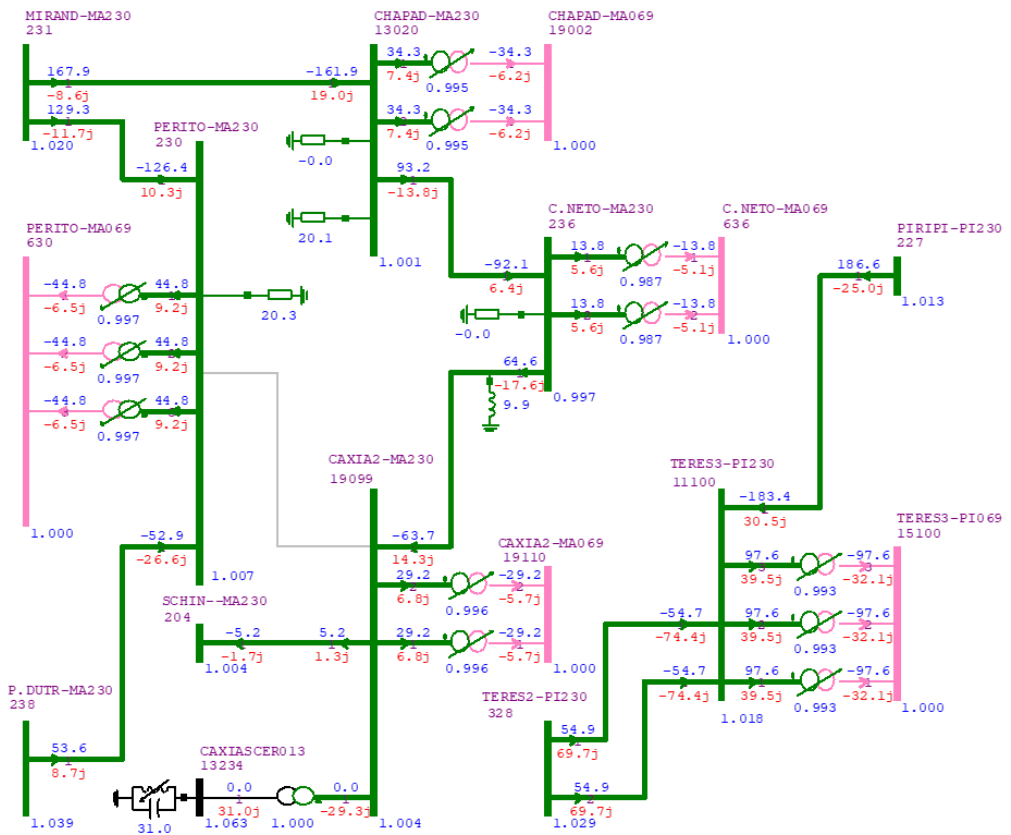 MIRAND-MA230
231
167.9
-8.6j
129.3
-11.7j
1.020
CHAPAD-MA230
13020
-161.9
19.0j
34.3
7.4j
0.995
34.3
7.4j
0.995
-0.0
93.2
-13.8j
20.1
1.001
CHAPAD-MA069
19002
-34.3
-6.2j
-34.3
-6.2j
1.000
PERITO-MA230
230
-126.4
10.3j
20.3
44.8
9.2j
44.8
9.2j
44.8
9.2j
-52.9
-26.6j
1.007
PERITO-MA069
630
-44.8
-6.5j
0.997
-44.8
-6.5j
0.997
-44.8
-6.5j
0.997
1.000
C.NETO-MA230
236
-92.1
6.4j
13.8
5.6j
0.987
13.8
5.6j
0.987
-0.0
64.6
-17.6j
9.9
0.997
C.NETO-MA069
636
-13.8
-5.1j
-13.8
-5.1j
1.000
PIRIPI-PI230
227
186.6
-25.0j
1.013
CAXIA2-MA230
19099
-63.7
14.3j
29.2
6.8j
0.996
29.2
6.8j
0.996
5.2
1.3j
0.0
-29.3j
1.004
CAXIA2-MA069
19110
-29.2
-5.7j
-29.2
-5.7j
1.000
SCHIN--MA230
204
-5.2
-1.7j
1.004
P.DUTR-MA230
238
53.6
8.7j
1.039
CAXIASCER013
13234
0.0
31.0j
31.0
1.063
1.000
TERES3-PI230
11100
-183.4
30.5j
97.6
39.5j
0.993
97.6
39.5j
0.993
97.6
39.5j
0.993
-54.7
-74.4j
-54.7
-74.4j
1.018
TERES3-PI069
15100
-97.6
-32.1j
-97.6
-32.1j
-97.6
-32.1j
1.000
TERES2-PI230
328
54.9
69.7j
54.9
69.7j
1.029